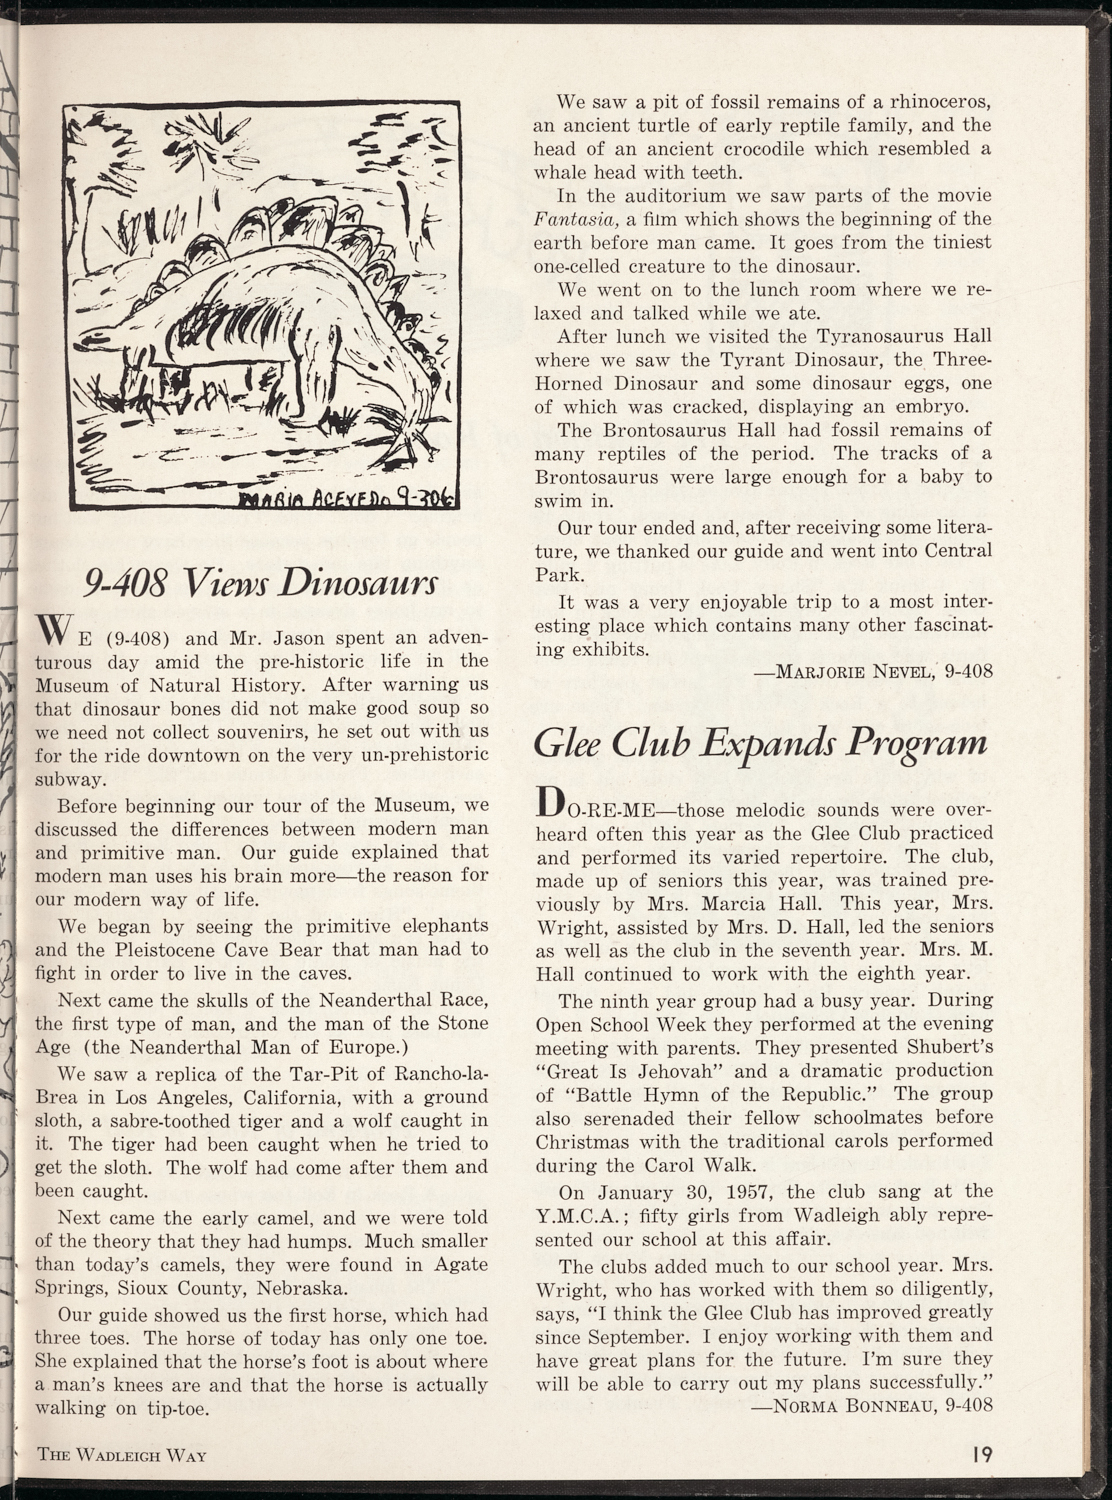 MARIA ACEVEDO 9-306
9-408 Views Dinosaurs
WE (9-408) and Mr. Jason spent an adven-
turous day amid the pre-historic life in the
Museum of Natural History. After warning us
that dinosaur bones did not make good soup so
we need not collect souvenirs, he set out with us
for the ride downtown on the very un-prehistoric
subway.
Before beginning our tour of the Museum, we
discussed the differences between modern man
and primitive man. Our guide explained that
modern man uses his brain more—the reason for
our modern way of life.
We began by seeing the primitive elephants
and the Pleistocene Cave Bear that man had to
fight in order to live in the caves.
Next came the skulls of the Neanderthal Race,
the first type of man, and the man of the Stone
Age (the Neanderthal Man of Europe.)
We saw a replica of the Tar-Pit of Rancho-la-
Brea in Los Angeles, California, with a ground
sloth, a sabre-toothed tiger and a wolf caught in
it. The tiger had been caught when he tried to
get the sloth. The wolf had come after them and
been caught.
Next came the early camel, and we were told
of the theory that they had humps. Much smaller
than today's camels, they were found in Agate
Springs, Sioux County, Nebraska.
Our guide showed us the first horse, which had
three toes. The horse of today has only one toe.
She explained that the horse's foot is about where
a man's knees are and that the horse is actually
walking on tip-toe.
We saw a pit of fossil remains of a rhinoceros,
an ancient turtle of early reptile family, and the
head of an ancient crocodile which resembled a
whale head with teeth.
In the auditorium we saw parts of the movie
Fantasia, a film which shows the beginning of the
earth before man came. It goes from the tiniest
one-celled creature to the dinosaur.
We went on to the lunch room where we re-
laxed and talked while we ate.
After lunch we visited the Tyranosaurus Hall
where we saw the Tyrant Dinosaur, the Three-
Horned Dinosaur and some dinosaur eggs, one
of which was cracked, displaying an embryo.
The Brontosaurus Hall had fossil remains of
many reptiles of the period. The tracks of a
Brontosaurus were large enough for a baby to
swim in.
Our tour ended and, after receiving some litera-
ture, we thanked our guide and went into Central
Park.
It was a very enjoyable trip to a most inter-
esting place which contains many other fascinat-
ing exhibits.
—MARJORIE NEVEL, 9-408
Glee Club Expands Program
DO-RE-ME—those melodic sounds were over-
heard often this year as the Glee Club practiced
and performed its varied repertoire. The club,
made up of seniors this year, was trained pre-
viously by Mrs. Marcia Hall. This year, Mrs.
Wright, assisted by Mrs. D. Hall, led the seniors
as well as the club in the seventh year. Mrs. M.
Hall continued to work with the eighth year.
The ninth year group had a busy year. During
Open School Week they performed at the evening
meeting with parents. They presented Shubert's
“Great Is Jehovah” and a dramatic production
of “Battle Hymn of the Republic.” The group
also serenaded their fellow schoolmates before
Christmas with the traditional carols performed
during the Carol Walk.
On January 30, 1957, the club sang at the
Y.M.C.A.; fifty girls from Wadleigh ably repre-
sented our school at this affair.
The clubs added much to our school year. Mrs.
Wright, who has worked with them so diligently,
says, “I think the Glee Club has improved greatly
since September. I enjoy working with them and
have great plans for the future. I'm sure they
will be able to carry out my plans successfully.”
—NORMA BONNEAU, 9-408
THE WADLEIGH WAY
19